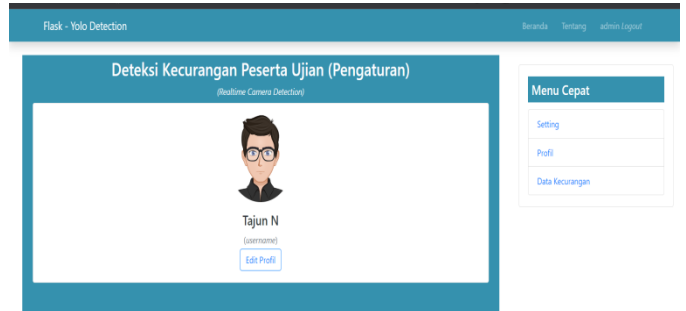 Flask - Yolo Detection
Beranda Tentang admin Logout
Deteksi Kecurangan Peserta Ujian (Pengaturan)
(Realtime Camera Detection)
Tajun N
(username)
Edit Profil
Menu Cepat
Setting
Profil
Data Kecurangan